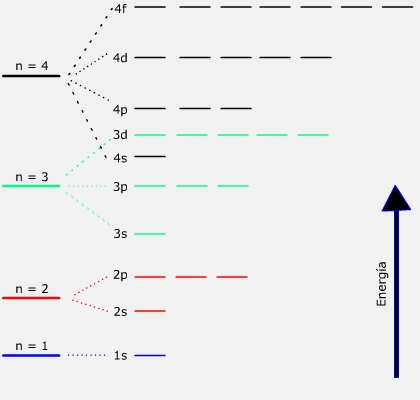 4f
4d
n = 4
4p
3d
4s
n = 3
3p
3s
2p
n = 2
2s
n = 1
1s
Energía